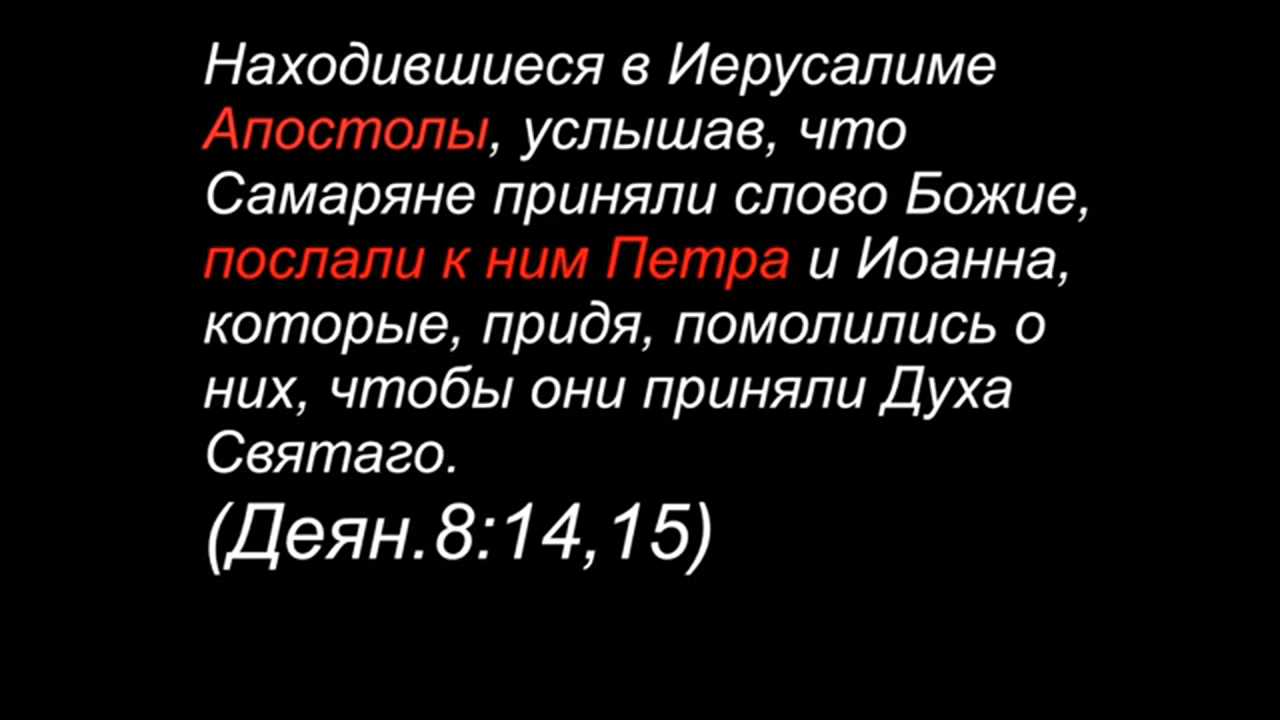 Находившиеся в Иерусалиме
Апостолы, услышав, что
Самаряне приняли слово Божие,
послали к ним Петра и Иоанна,
которые, придя, помолились о
них, чтобы они приняли Духа
Святаго.
(Деян.8:14,15)